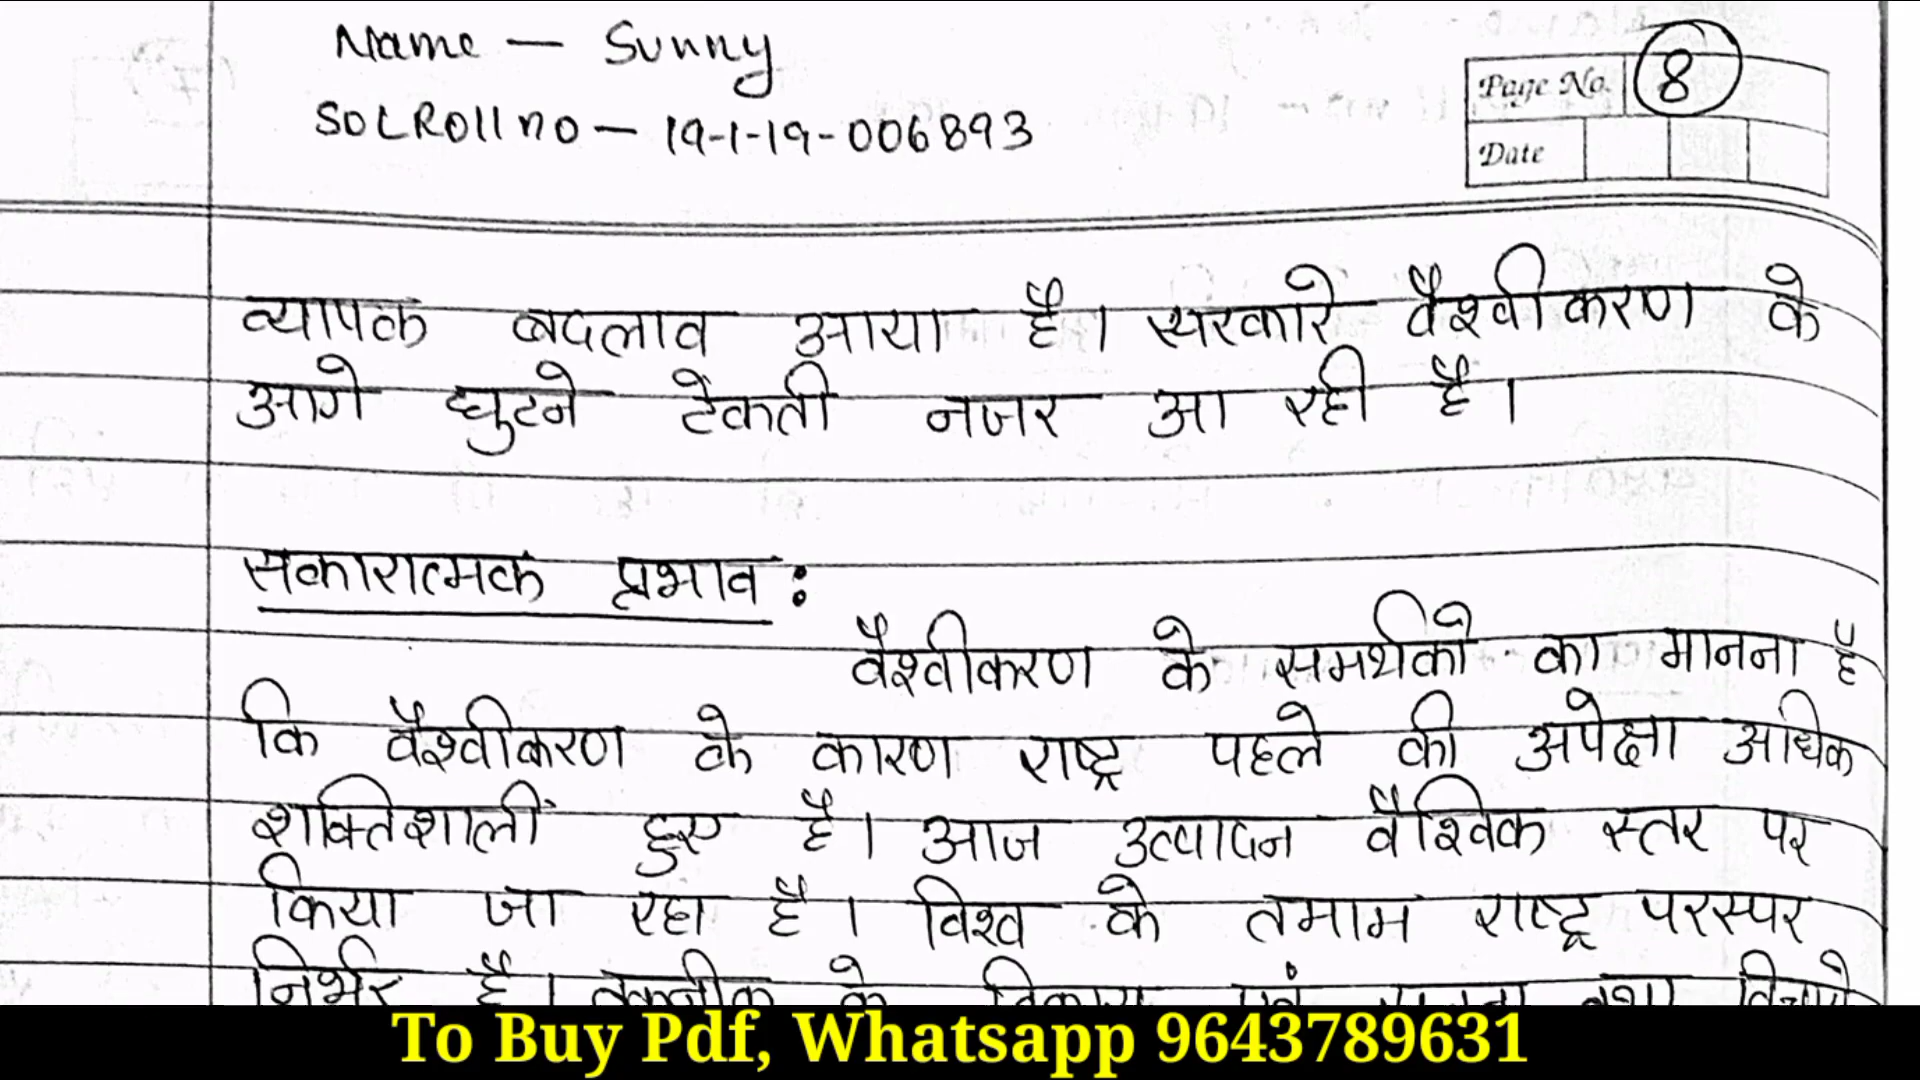 Name — Sunny
SOL Roll no — 19-1-19-006893
Page No. 8
Date
व्यापक बदलाव आया है। सरकारे वैश्वीकरण के
आगे घुटने टेकती नजर आ रही है।
सकारात्मक प्रभाव :
वैश्वीकरण के समर्थको का मानना है
कि वैश्वीकरण के कारण राष्ट्र पहले की अपेक्षा अधिक
शक्तिशाली हुए है। आज उत्पादन वैश्विक स्तर पर
किया जा रहा है। विश्व के तमाम राष्ट्र परस्पर
निर्भर है। तकनीक के
To Buy Pdf, Whatsapp 9643789631